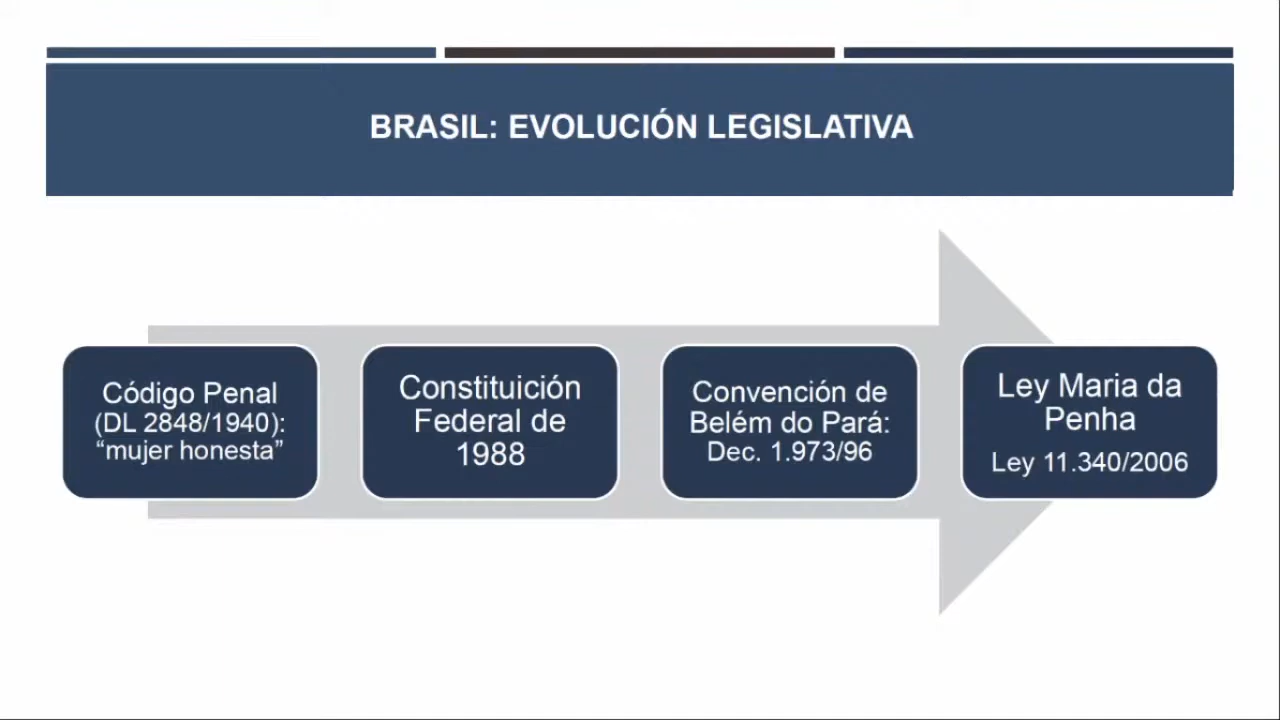 BRASIL: EVOLUCIÓN LEGISLATIVA
Código Penal
(DL 2848/1940):
“mujer honesta”
Constituición
Federal de
1988
Convención de
Belém do Pará:
Dec. 1.973/96
Ley Maria da
Penha
Ley 11.340/2006